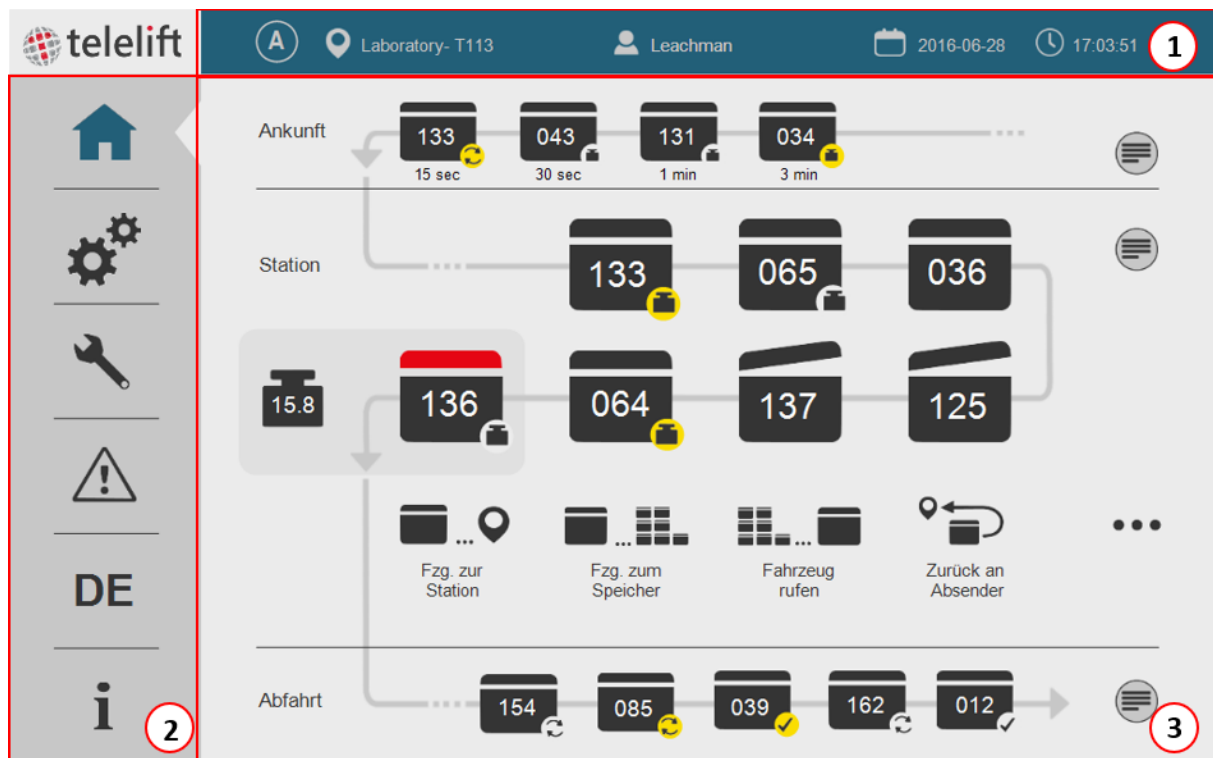 telelift
A
Laboratory- T113
Leachman
2016-06-28
17:03:51
1
Ankunft
133
043
131
034
15 sec
30 sec
1 min
3 min
Station
133
065
036
15.8
136
064
137
125
Fzg. zur
Station
Fzg. zum
Speicher
Fahrzeug
rufen
Zurück an
Absender
DE
Abfahrt
154
085
039
162
012
i
2
3